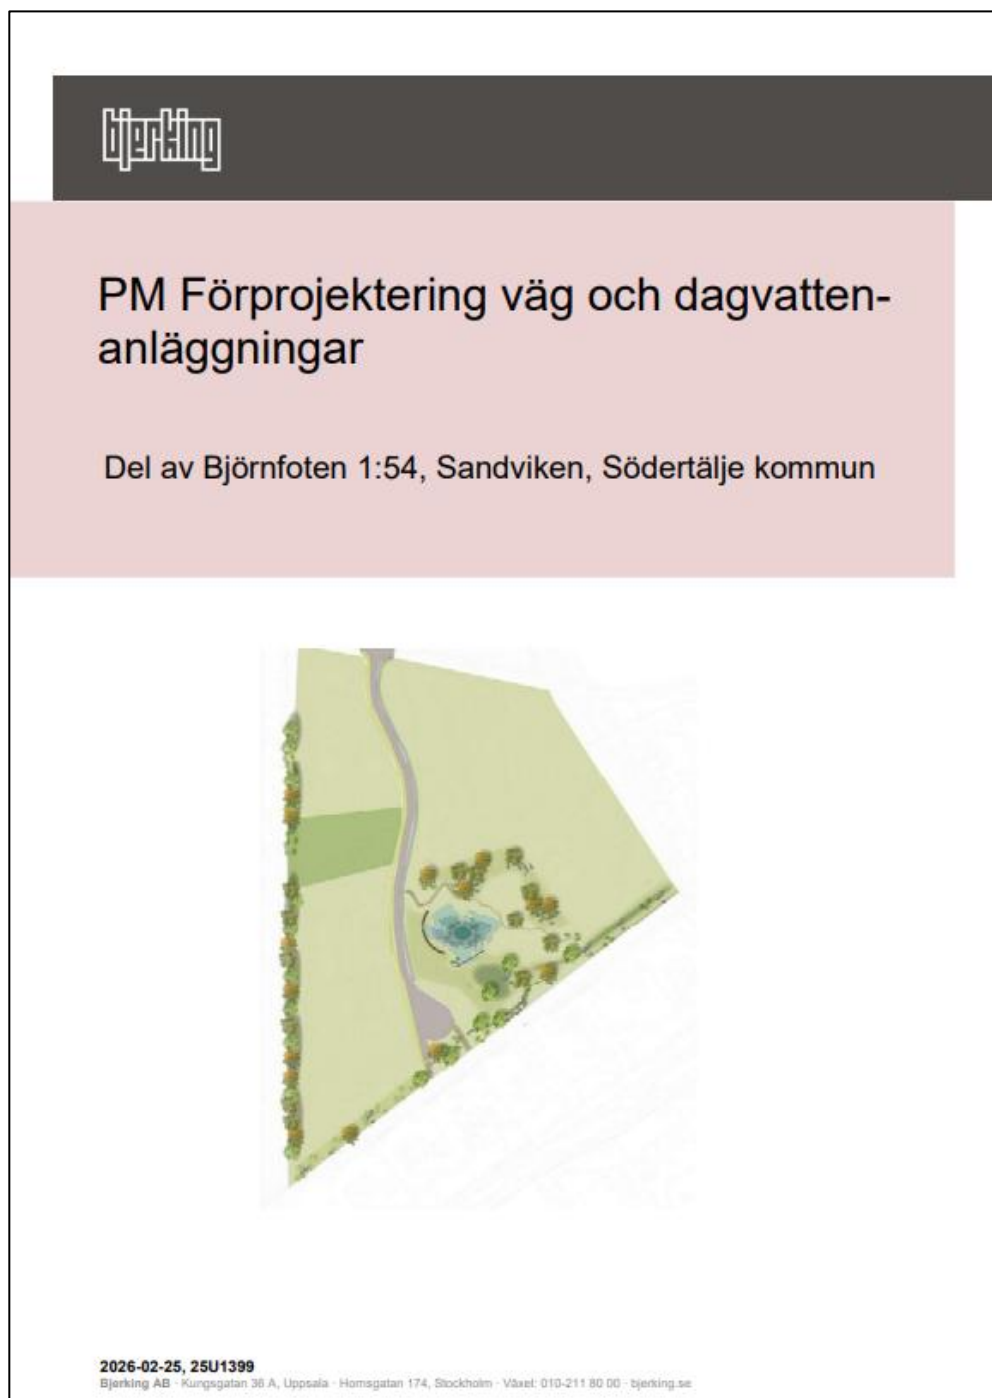 bjerking
PM Förprojektering väg och dagvatten-
anläggningar
Del av Björnfoten 1:54, Sandviken, Södertälje kommun
2026-02-25, 25U1399
Bjerking AB · Kungsgatan 36 A, Uppsala · Hornsgatan 174, Stockholm · Växel: 010-211 80 00 · bjerking.se